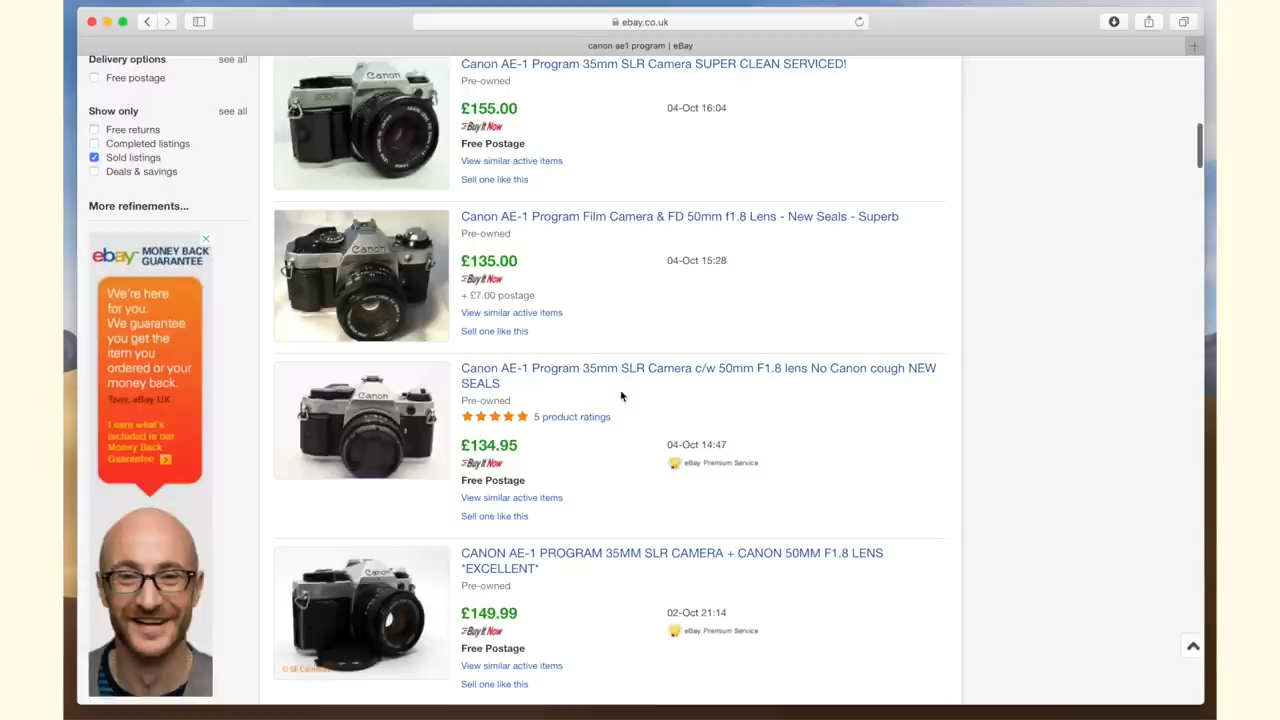 ebay.co.uk
canon ae1 program | eBay
Delivery options see all
Free postage
Show only see all
Free returns
Completed listings
Sold listings
Deals & savings
More refinements...
ebay MONEY BACK
GUARANTEE
We're here
for you.
We guarantee
you get the
item you
ordered or your
money back.
Tony, eBay UK
Learn what's
included in our
Money Back
Guarantee
Canon AE-1 Program 35mm SLR Camera SUPER CLEAN SERVICED!
Pre-owned
£155.00 04-Oct 16:04
Buy It Now
Free Postage
View similar active items
Sell one like this
Canon AE-1 Program Film Camera & FD 50mm f1.8 Lens - New Seals - Superb
Pre-owned
£135.00 04-Oct 15:28
Buy It Now
+ £7.00 postage
View similar active items
Sell one like this
Canon AE-1 Program 35mm SLR Camera c/w 50mm F1.8 lens No Canon cough NEW
SEALS
Pre-owned
5 product ratings
£134.95 04-Oct 14:47
Buy It Now eBay Premium Service
Free Postage
View similar active items
Sell one like this
CANON AE-1 PROGRAM 35MM SLR CAMERA + CANON 50MM F1.8 LENS
*EXCELLENT*
Pre-owned
£149.99 02-Oct 21:14
Buy It Now eBay Premium Service
Free Postage
View similar active items
Sell one like this
Canon
Canon
Canon
Canon